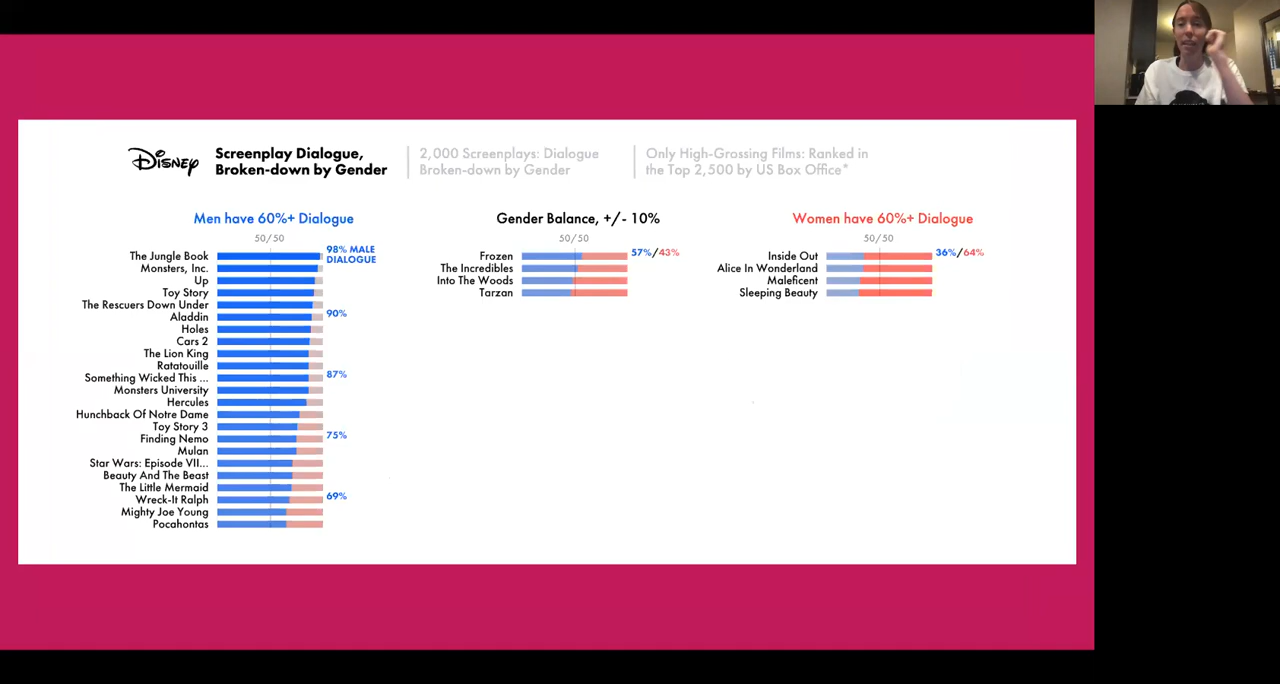 Disney
Screenplay Dialogue,
Broken-down by Gender
2,000 Screenplays: Dialogue
Broken-down by Gender
Only High-Grossing Films: Ranked in
the Top 2,500 by US Box Office*
Men have 60%+ Dialogue
50/50
The Jungle Book
98% MALE
DIALOGUE
Monsters, Inc.
Up
Toy Story
The Rescuers Down Under
Aladdin 90%
Holes
Cars 2
The Lion King
Ratatouille
Something Wicked This ... 87%
Monsters University
Hercules
Hunchback Of Notre Dame
Toy Story 3
Finding Nemo 75%
Mulan
Star Wars: Episode VII...
Beauty And The Beast
The Little Mermaid
Wreck-It Ralph 69%
Mighty Joe Young
Pocahontas
Gender Balance, +/- 10%
50/50
Frozen 57%/43%
The Incredibles
Into The Woods
Tarzan
Women have 60%+ Dialogue
50/50
Inside Out 36%/64%
Alice In Wonderland
Maleficent
Sleeping Beauty